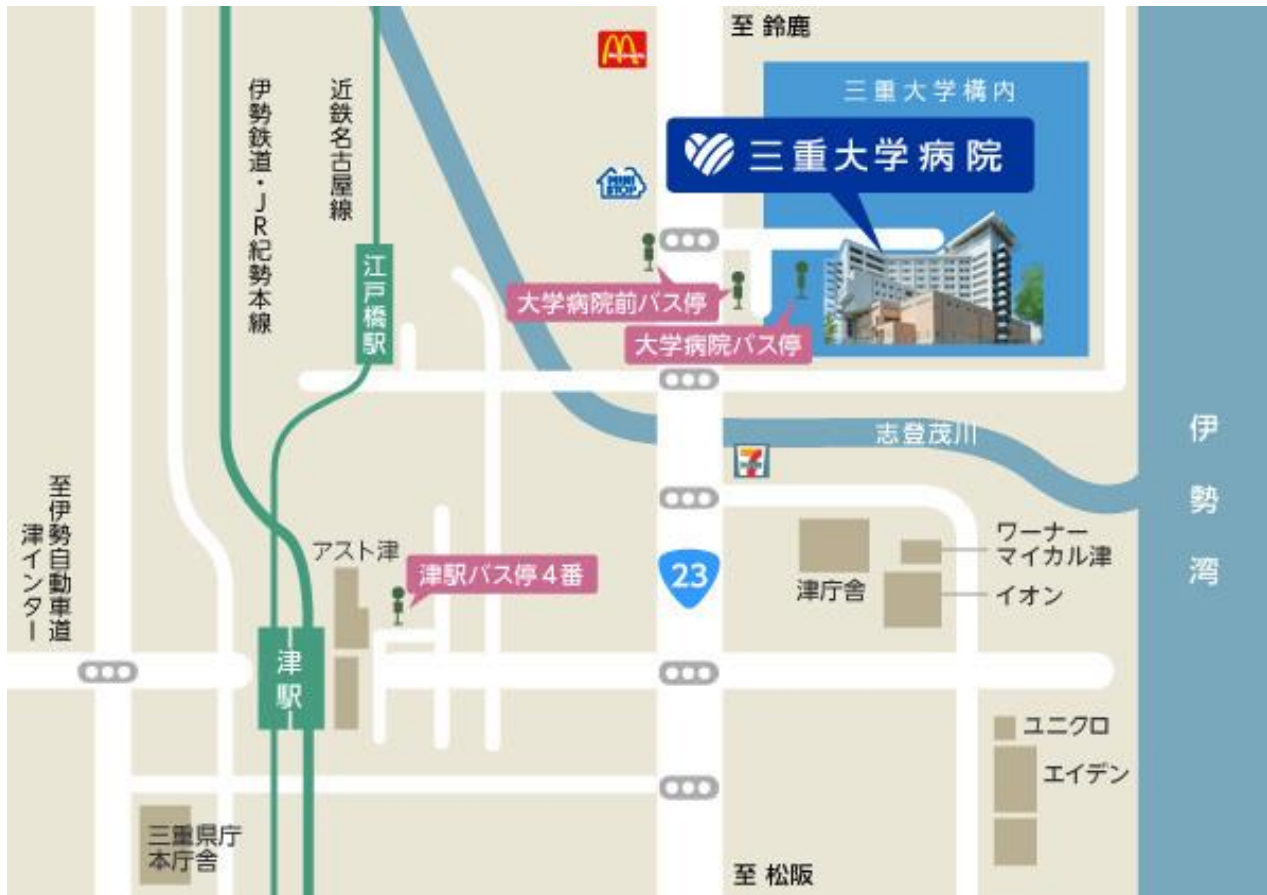 至 鈴鹿
三重大学構内
三重大学病院
伊勢鉄道・JR紀勢本線
近鉄名古屋線
江戸橋駅
MINI
STOP
大学病院前バス停
大学病院バス停
志登茂川
伊勢湾
7
至伊勢自動車道
津インター
アスト津
津駅バス停4番
23
津庁舎
ワーナー
マイカル津
イオン
津駅
ユニクロ
エイデン
三重県庁
本庁舎
至 松阪